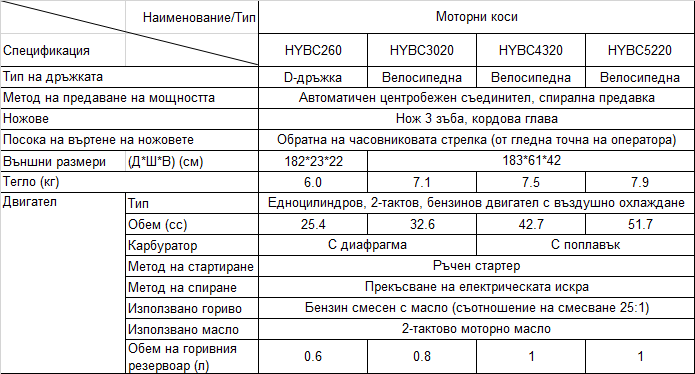 Наименование/Тип Моторни коси
Спецификация HYBC260 HYBC3020 HYBC4320 HYBC5220
Тип на дръжката D-дръжка Велосипедна Велосипедна Велосипедна
Метод на предаване на мощността Автоматичен центробежен съединител, спирална предавка
Ножове Нож 3 зъба, кордова глава
Посока на въртене на ножовете Обратна на часовниковата стрелка (от гледна точна на оператора)
Външни размери (Д*Ш*В) (см) 182*23*22 183*61*42
Тегло (кг) 6.0 7.1 7.5 7.9
Двигател Тип Едноцилиндров, 2-тактов, бензинов двигател с въздушно охлаждане
Обем (сс) 25.4 32.6 42.7 51.7
Карбуратор С диафрагма С поплавък
Метод на стартиране Ръчен стартер
Метод на спиране Прекъсване на електрическата искра
Използвано гориво Бензин смесен с масло (съотношение на смесване 25:1)
Използвано масло 2-тактово моторно масло
Обем на горивния
резервоар (л) 0.6 0.8 1 1